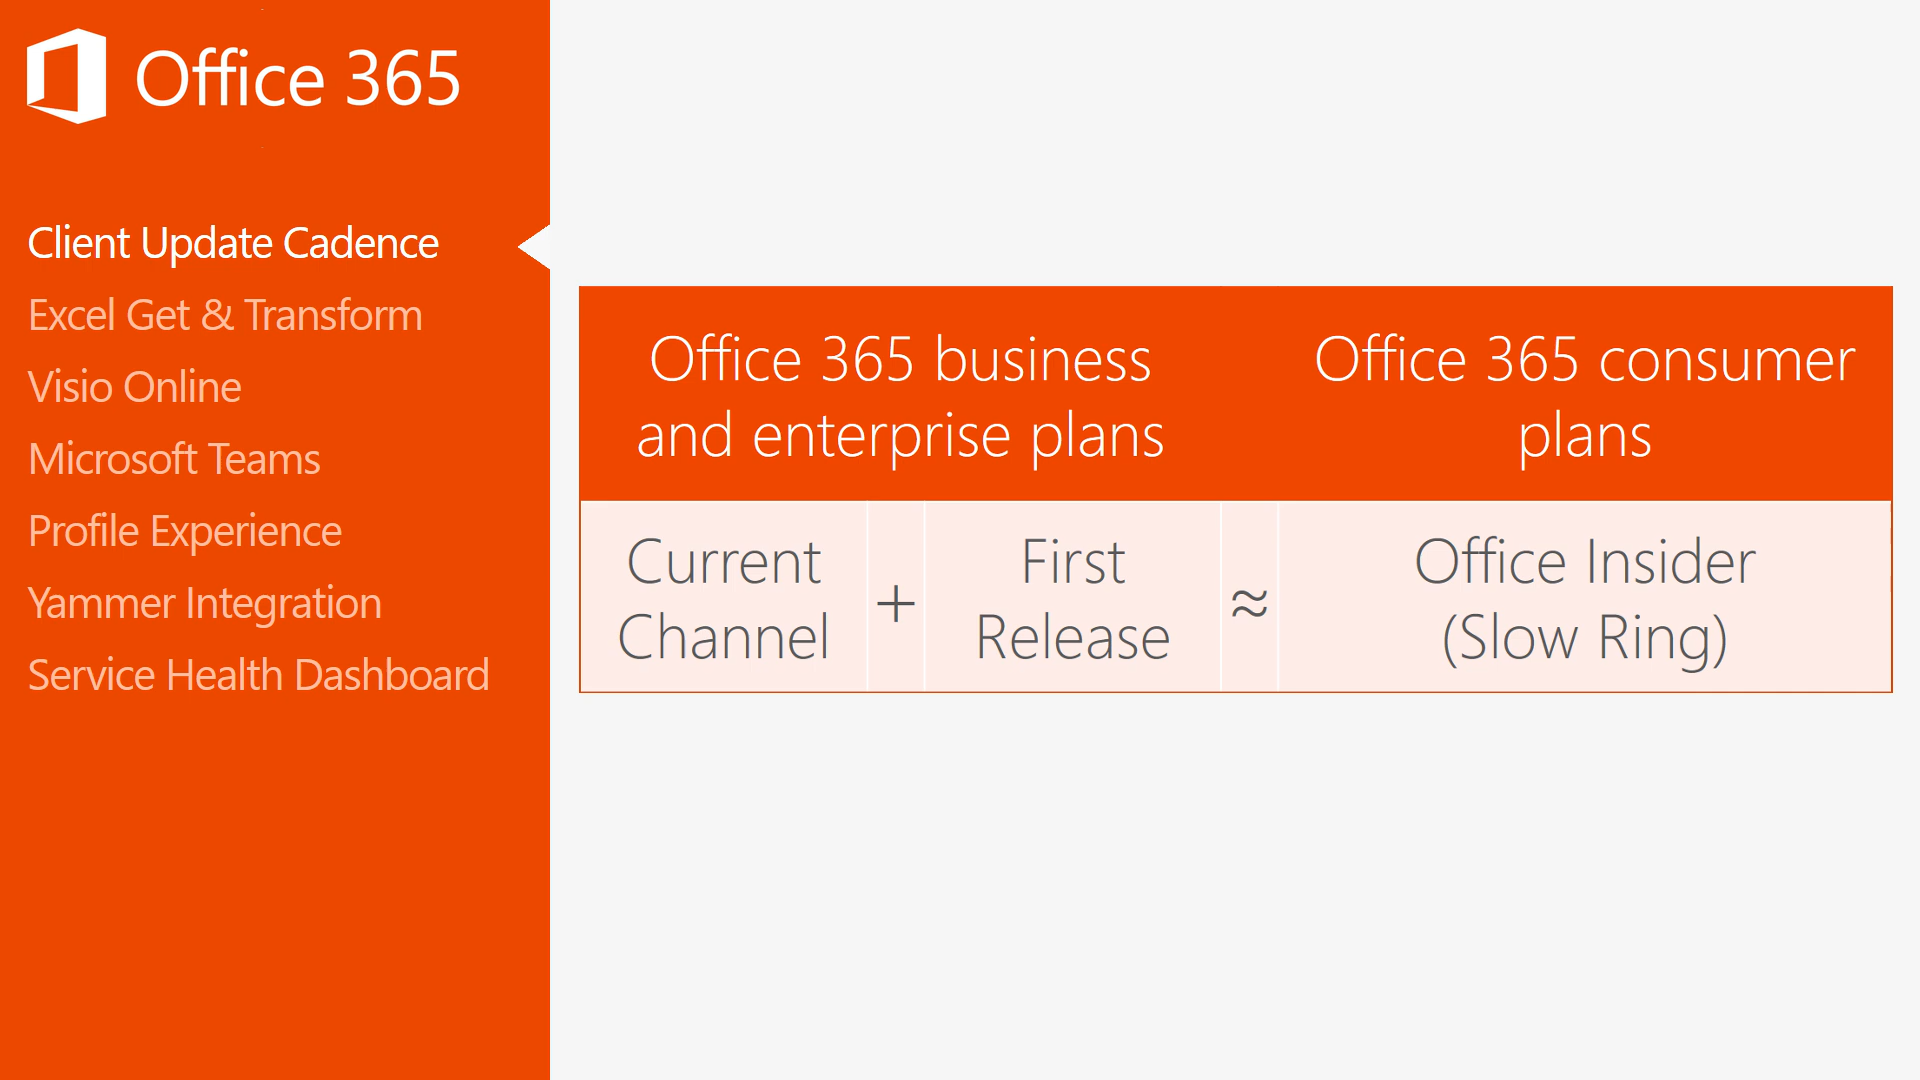 Office 365
Client Update Cadence
Excel Get & Transform
Visio Online
Microsoft Teams
Profile Experience
Yammer Integration
Service Health Dashboard
Office 365 business
and enterprise plans
Office 365 consumer
plans
Current
Channel
+
First
Release
≈
Office Insider
(Slow Ring)